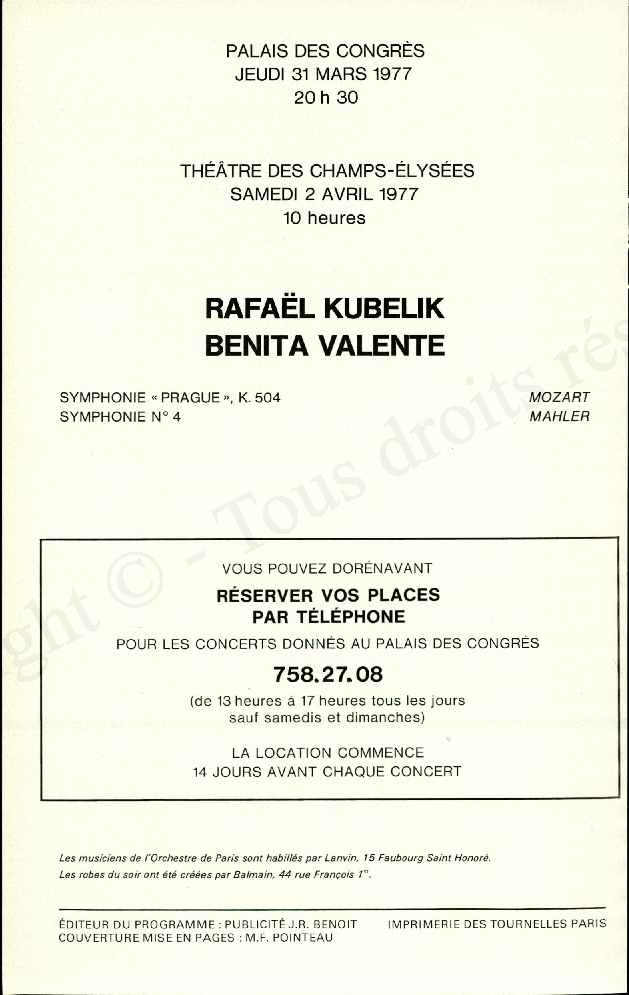 PALAIS DES CONGRÈS
JEUDI 31 MARS 1977
20 h 30
THÉÂTRE DES CHAMPS-ÉLYSÉES
SAMEDI 2 AVRIL 1977
10 heures
RAFAËL KUBELIK
BENITA VALENTE
SYMPHONIE « PRAGUE », K. 504 MOZART
SYMPHONIE N° 4 MAHLER
ight © - Tous droits rés
VOUS POUVEZ DORÉNAVANT
RÉSERVER VOS PLACES
PAR TÉLÉPHONE
POUR LES CONCERTS DONNÉS AU PALAIS DES CONGRÈS
758.27.08
(de 13 heures à 17 heures tous les jours
sauf samedis et dimanches)
LA LOCATION COMMENCE
14 JOURS AVANT CHAQUE CONCERT
Les musiciens de l'Orchestre de Paris sont habillés par Lanvin, 15 Faubourg Saint Honoré.
Les robes du soir ont été créées par Balmain, 44 rue François 1er.
ÉDITEUR DU PROGRAMME : PUBLICITÉ J.R. BENOIT IMPRIMERIE DES TOURNELLES PARIS
COUVERTURE MISE EN PAGES : M.F. POINTEAU